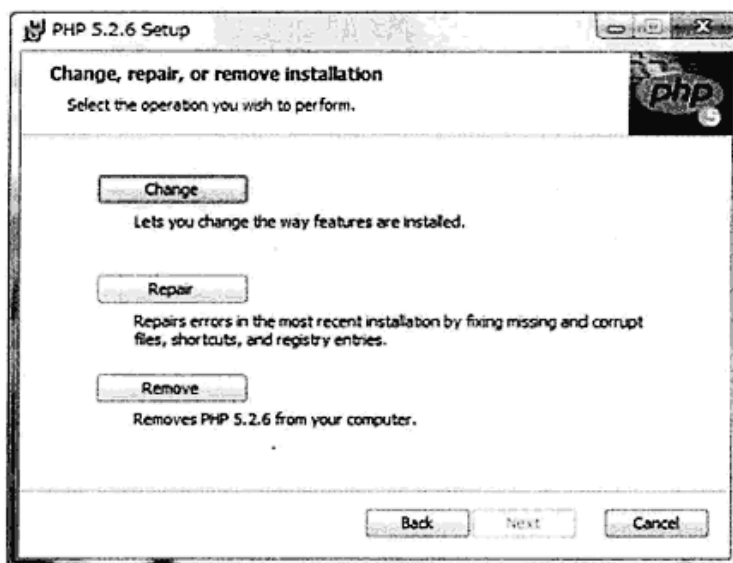 PHP 5.2.6 Setup
Change, repair, or remove installation
Select the operation you wish to perform.
php
5
Change
Lets you change the way features are installed.
Repair
Repairs errors in the most recent installation by fixing missing and corrupt
files, shortcuts, and registry entries.
Remove
Removes PHP 5.2.6 from your computer.
Back Next Cancel